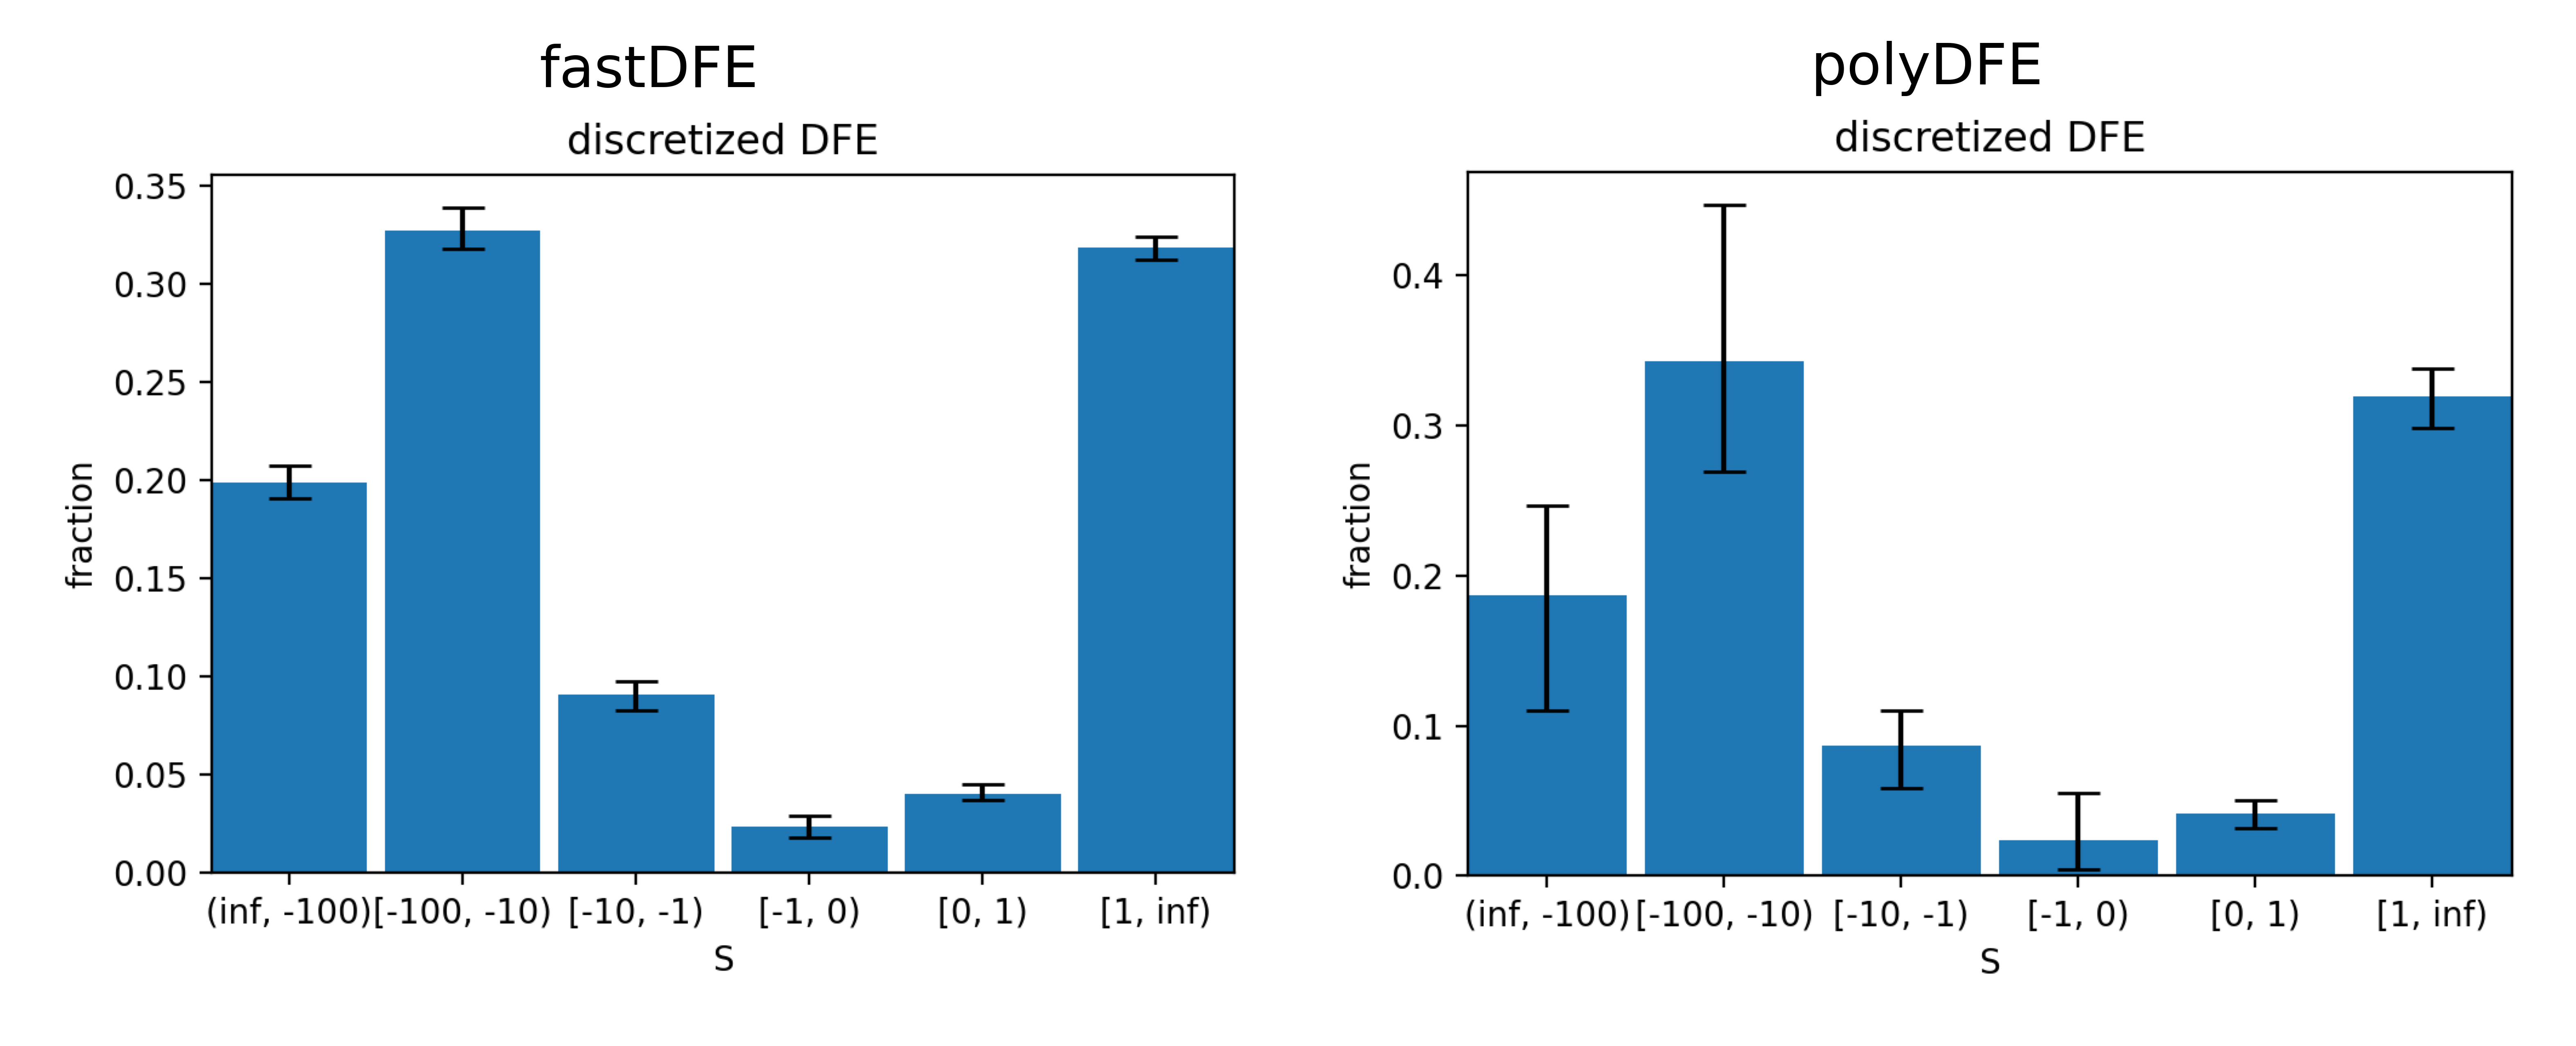 fastDFE
discretized DFE
fraction
0.35
0.30
0.25
0.20
0.15
0.10
0.05
0.00
(inf, -100) [-100, -10) [-10, -1) [-1, 0) [0, 1) [1, inf)
S
polyDFE
discretized DFE
fraction
0.4
0.3
0.2
0.1
0.0
(inf, -100) [-100, -10) [-10, -1) [-1, 0) [0, 1) [1, inf)
S